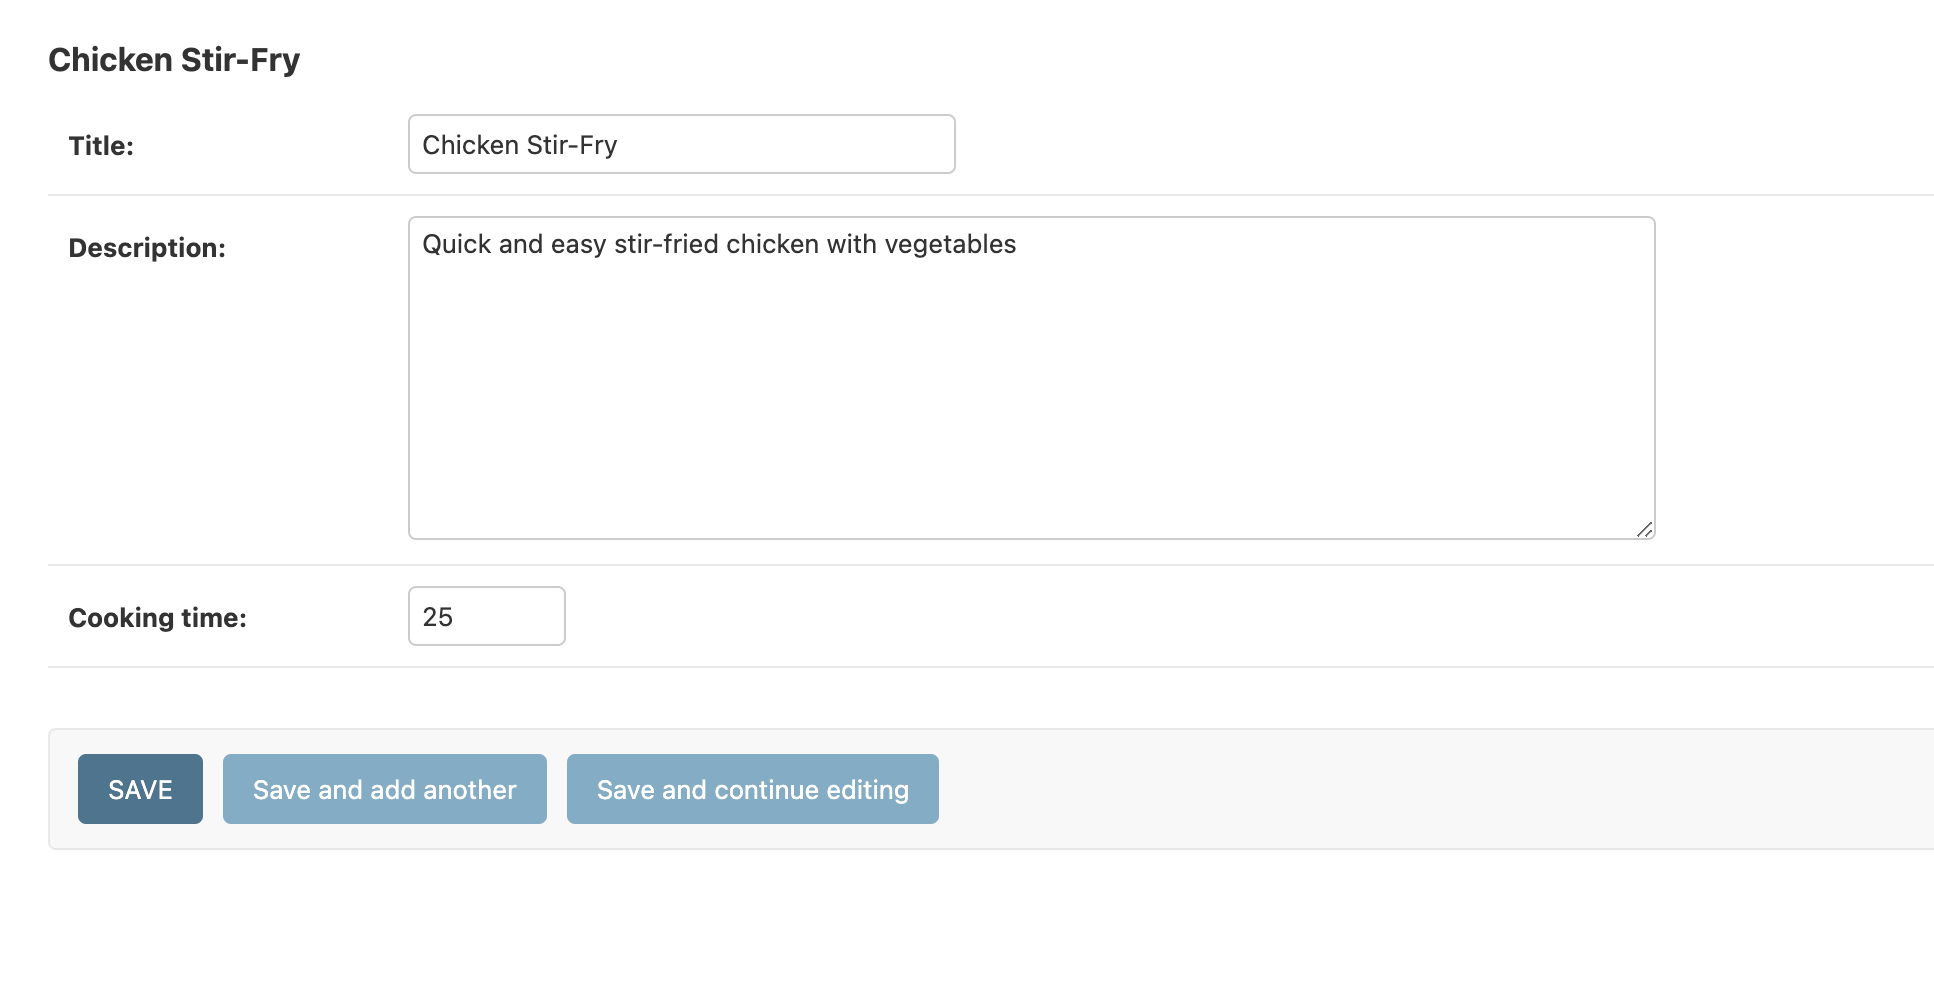 Chicken Stir-Fry
Title:
Chicken Stir-Fry
Description:
Quick and easy stir-fried chicken with vegetables
Cooking time:
25
SAVE
Save and add another
Save and continue editing